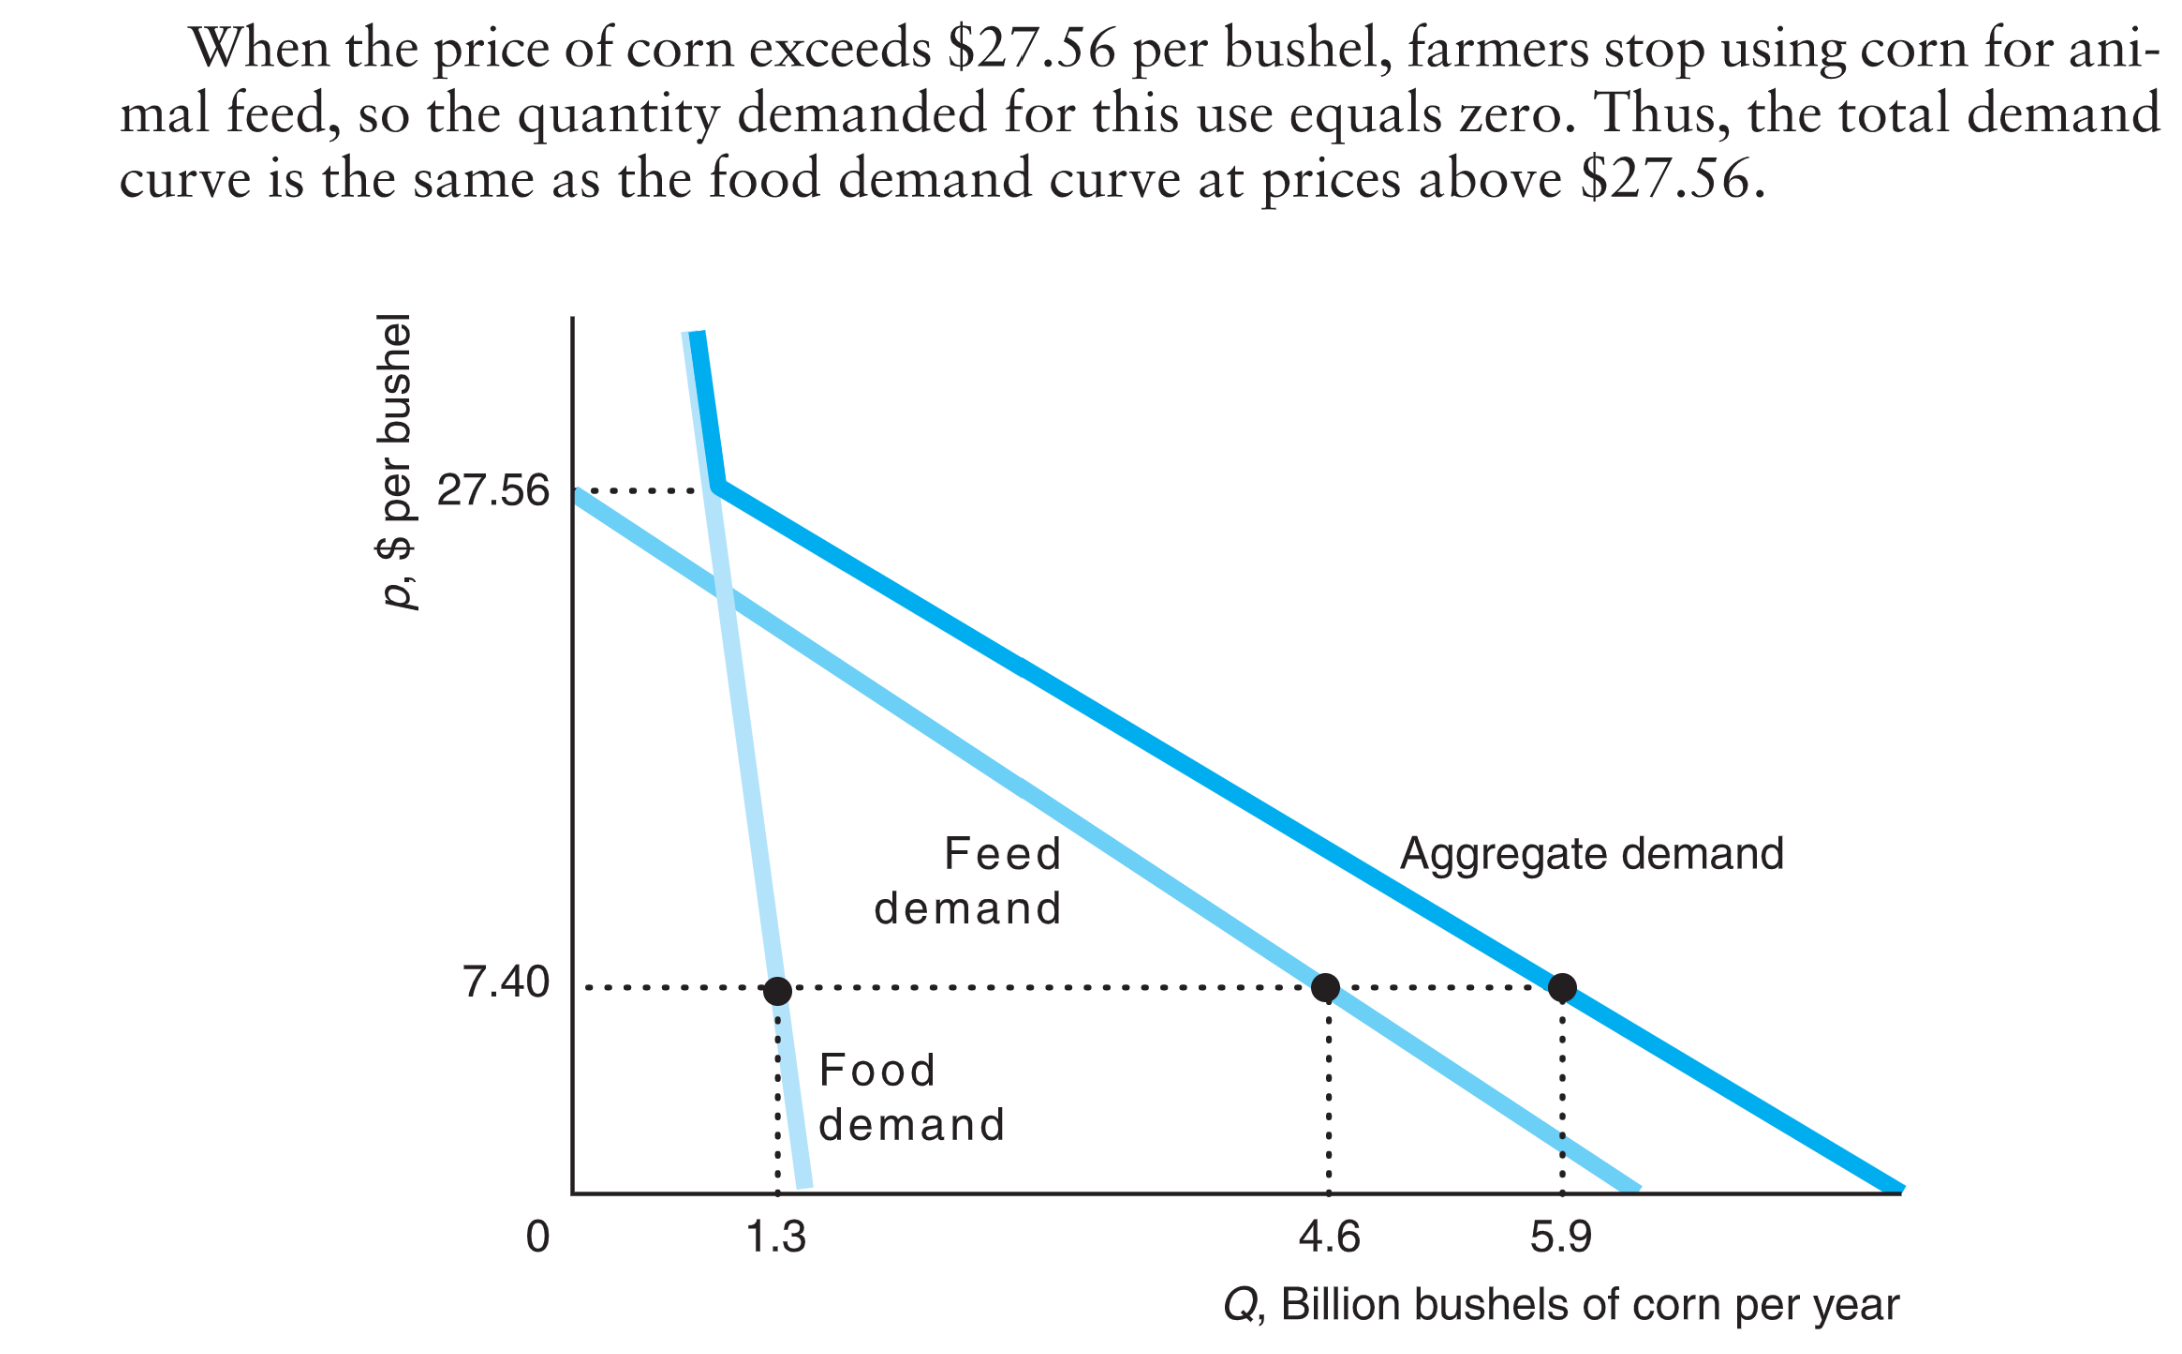 When the price of corn exceeds $27.56 per bushel, farmers stop using corn for ani-
mal feed, so the quantity demanded for this use equals zero. Thus, the total demand
curve is the same as the food demand curve at prices above $27.56.
p, $ per bushel
27.56
Feed
demand
Aggregate demand
7.40
Food
demand
0
1.3
4.6
5.9
Q, Billion bushels of corn per year